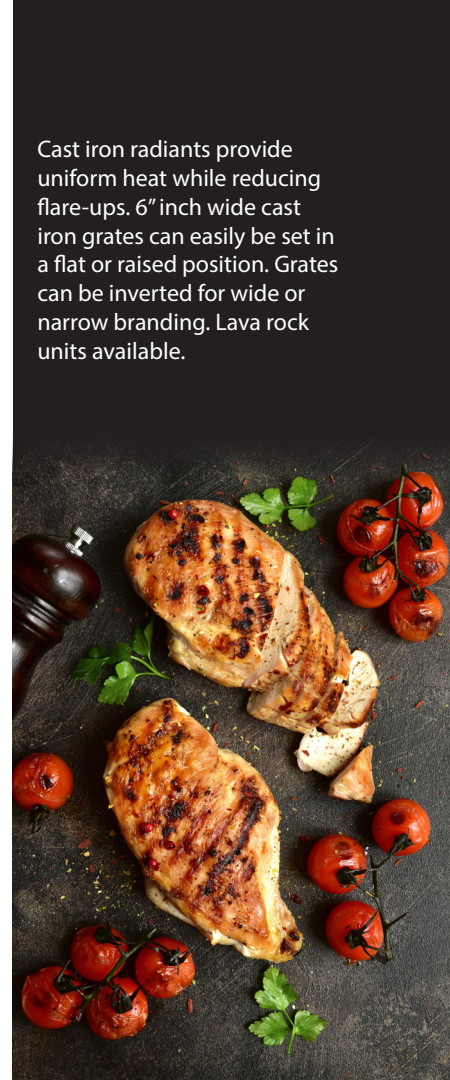 Cast iron radiants provide
uniform heat while reducing
flare-ups. 6” inch wide cast
iron grates can easily be set in
a flat or raised position. Grates
can be inverted for wide or
narrow branding. Lava rock
units available.